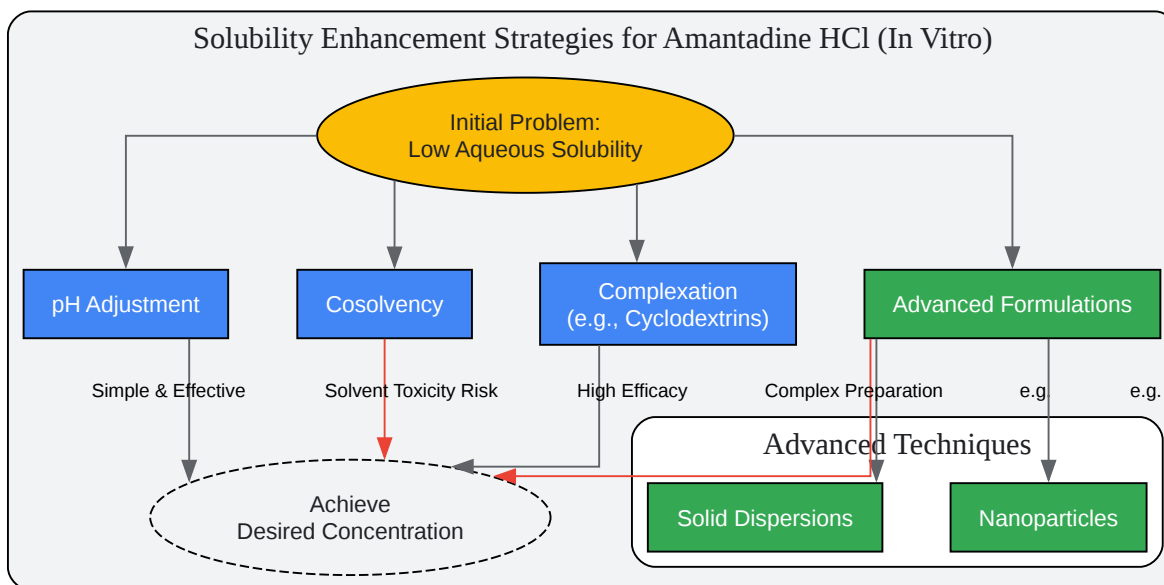 Solubility Enhancement Strategies for Amantadine HCl (In Vitro)
Initial Problem:
Low Aqueous Solubility
pH Adjustment
Cosolvency
Complexation
(e.g., Cyclodextrins)
Advanced Formulations
Simple & Effective
Solvent Toxicity Risk
High Efficacy
Complex Preparation
e.g.
e.g.
Advanced Techniques
Achieve
Desired Concentration
Solid Dispersions
Nanoparticles